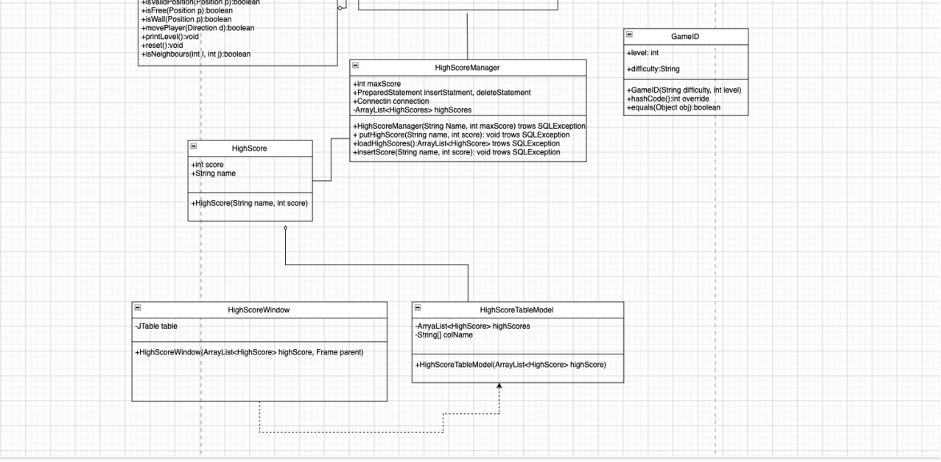 +isValidPosition(Position p):boolean
+isFree(Position p):boolean
+isWall(Position p):boolean
+movePlayer(Direction d):boolean
+printLevel():void
+reset():void
+isNeighbours(int i, int j):boolean
HighScoreManager
+int maxScore
+PreparedStatement insertStatment, deleteStatement
+Connectin connection
-ArrayList<HighScores> highScores
+HighScoreManager(String Name, int maxScore) trows SQLException
+ putHighScore(String name, int score): void trows SQLException
+loadHighScores():ArrayList<HighScore> trows SQLException
+insertScore(String name, int score): void trows SQLException
GameID
+level: int
+difficulty:String
+GameID(String difficulty, int level)
+hashCode():int override
+equals(Object obj):boolean
HighScore
+int score
+String name
+HighScore(String name, int score)
HighScoreWindow
-JTable table
+HighScoreWindow(ArrayList<HighScore> highScore, Frame parent)
HighScoreTableModel
-ArryaList<HighScore> highScores
-String[] colName
+HighScoreTableModel(ArrayList<HighScore> highScore)